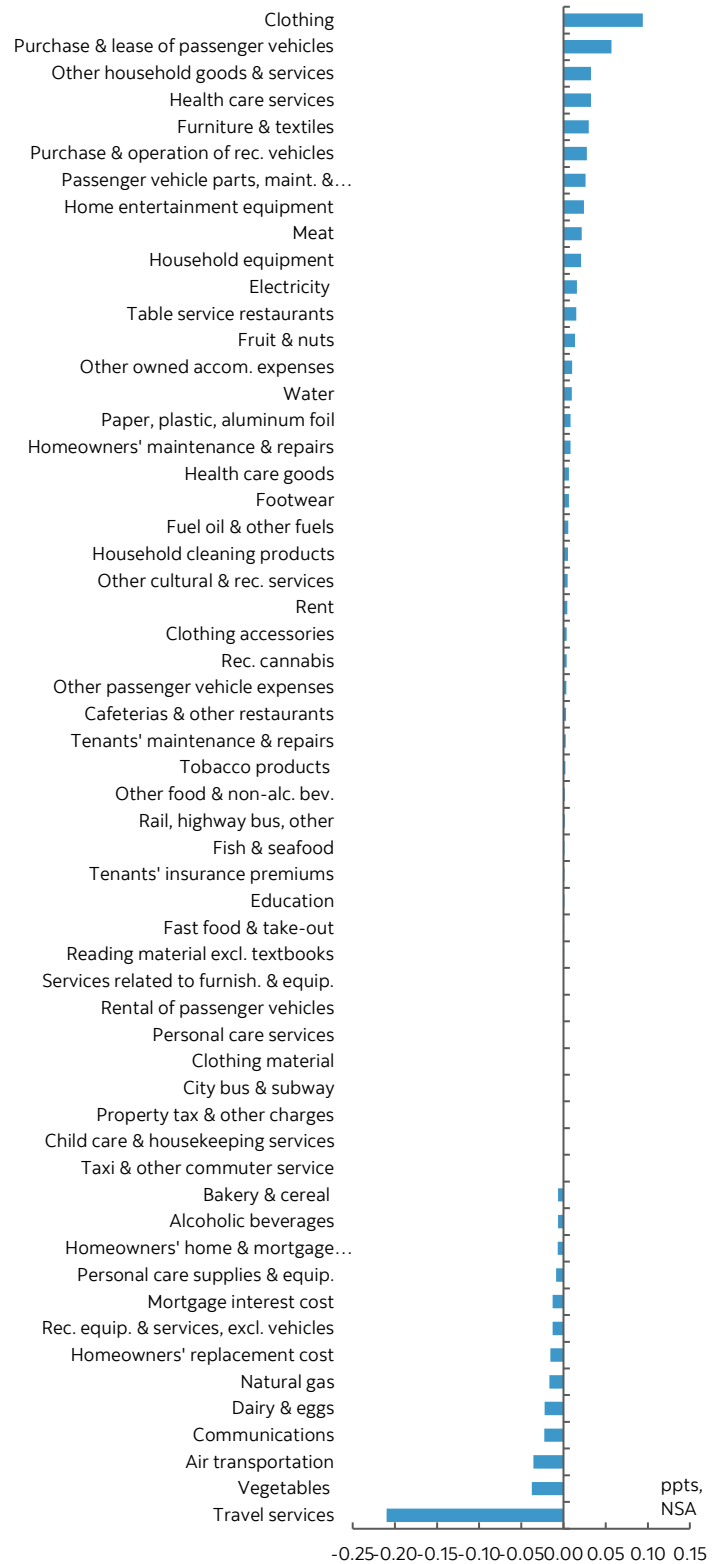 Clothing
Purchase & lease of passenger vehicles
Other household goods & services
Health care services
Furniture & textiles
Purchase & operation of rec. vehicles
Passenger vehicle parts, maint. &…
Home entertainment equipment
Meat
Household equipment
Electricity
Table service restaurants
Fruit & nuts
Other owned accom. expenses
Water
Paper, plastic, aluminum foil
Homeowners' maintenance & repairs
Health care goods
Footwear
Fuel oil & other fuels
Household cleaning products
Other cultural & rec. services
Rent
Clothing accessories
Rec. cannabis
Other passenger vehicle expenses
Cafeterias & other restaurants
Tenants' maintenance & repairs
Tobacco products
Other food & non-alc. bev.
Rail, highway bus, other
Fish & seafood
Tenants' insurance premiums
Education
Fast food & take-out
Reading material excl. textbooks
Services related to furnish. & equip.
Rental of passenger vehicles
Personal care services
Clothing material
City bus & subway
Property tax & other charges
Child care & housekeeping services
Taxi & other commuter service
Bakery & cereal
Alcoholic beverages
Homeowners' home & mortgage…
Personal care supplies & equip.
Mortgage interest cost
Rec. equip. & services, excl. vehicles
Homeowners' replacement cost
Natural gas
Dairy & eggs
Communications
Air transportation
Vegetables
Travel services
ppts,
NSA
-0.25 -0.20 -0.15 -0.10 -0.05 0.00 0.05 0.10 0.15